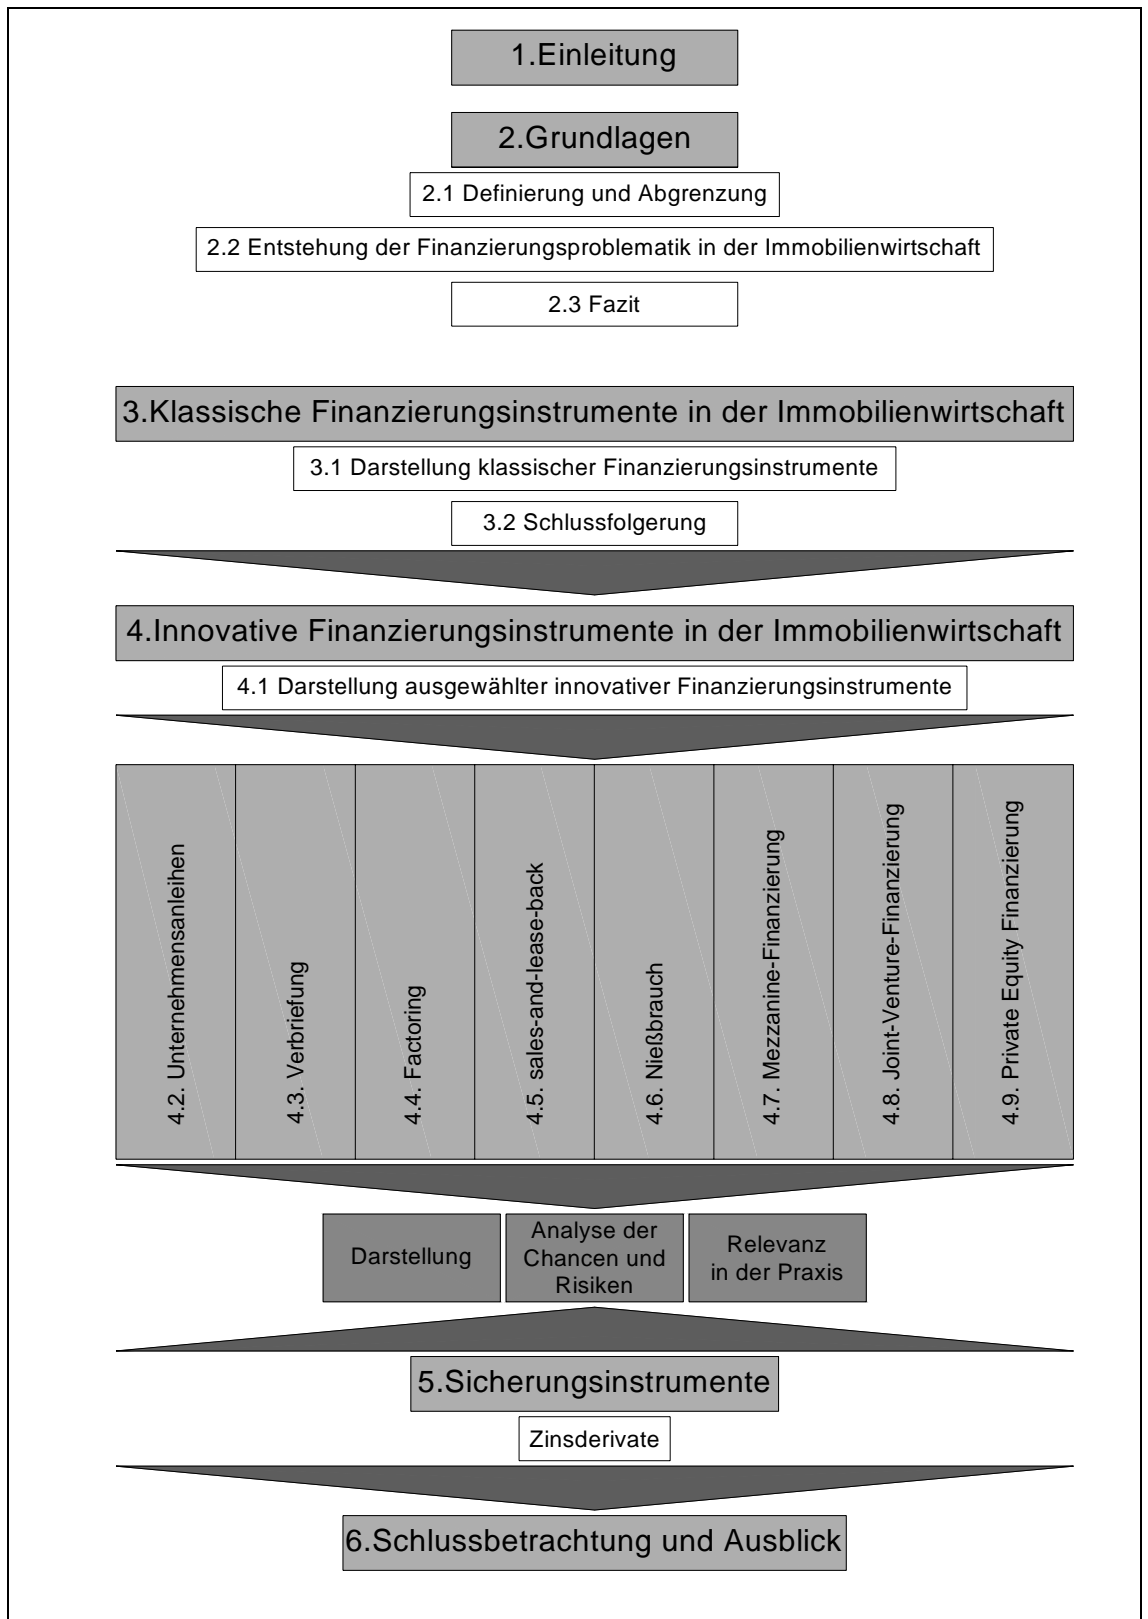 1.Einleitung
2.Grundlagen
2.1 Definierung und Abgrenzung
2.2 Entstehung der Finanzierungsproblematik in der Immobilienwirtschaft
2.3 Fazit
3.Klassische Finanzierungsinstrumente in der Immobilienwirtschaft
3.1 Darstellung klassischer Finanzierungsinstrumente
3.2 Schlussfolgerung
4.Innovative Finanzierungsinstrumente in der Immobilienwirtschaft
4.1 Darstellung ausgewählter innovativer Finanzierungsinstrumente
4.2. Unternehmensanleihen
4.3. Verbriefung
4.4. Factoring
4.5. sales-and-lease-back
4.6. Nießbrauch
4.7. Mezzanine-Finanzierung
4.8. Joint-Venture-Finanzierung
4.9. Private Equity Finanzierung
Darstellung
Analyse der
Chancen und
Risiken
Relevanz
in der Praxis
5.Sicherungsinstrumente
Zinsderivate
6.Schlussbetrachtung und Ausblick